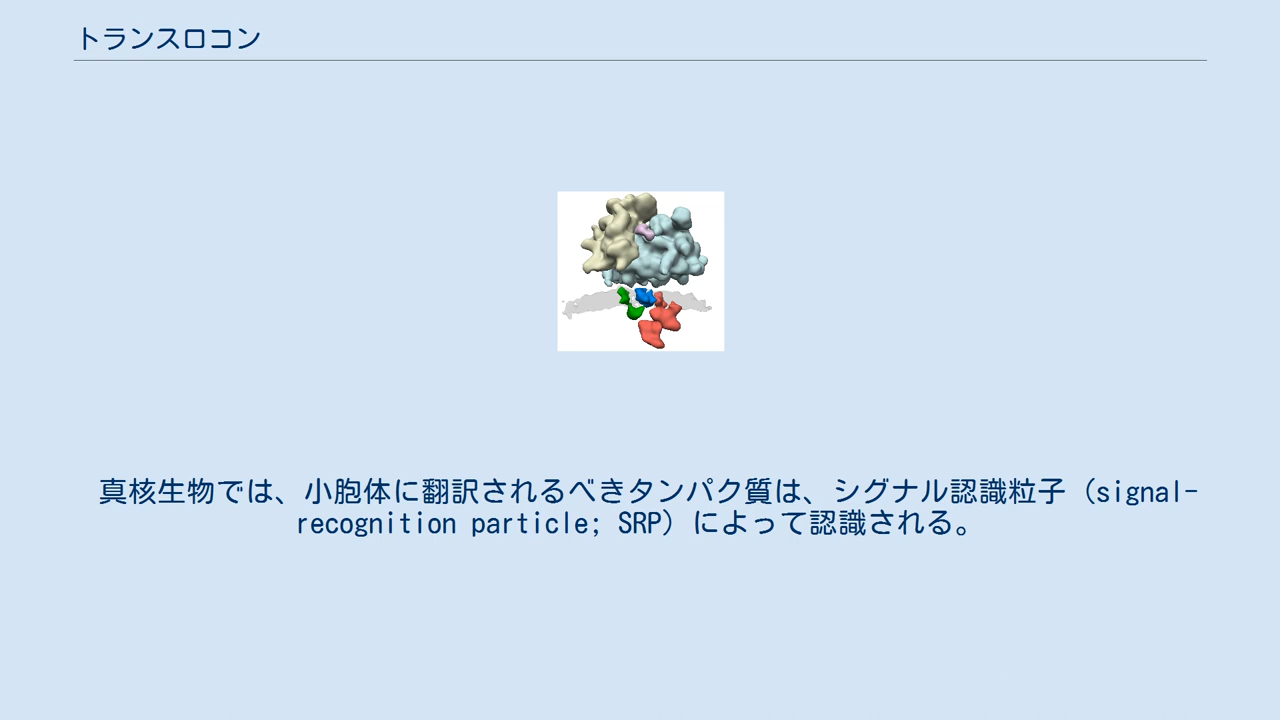 トランスロコン
真核生物では、小胞体に翻訳されるべきタンパク質は、シグナル認識粒子（signal-
recognition particle; SRP）によって認識される。